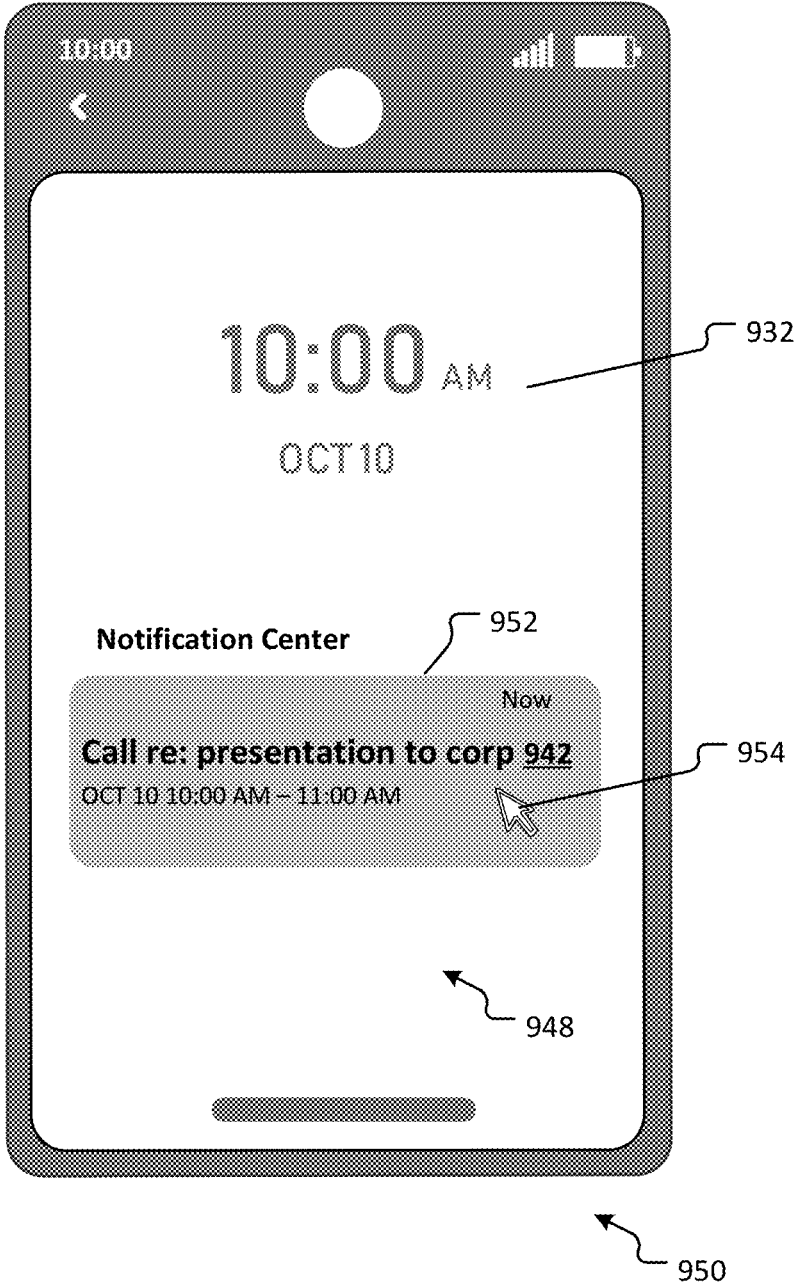 10:00
932
10:00 AM
OCT 10
952
Notification Center
Now
Call re: presentation to corp 942
954
OCT 10 10:00 AM – 11:00 AM
948
950